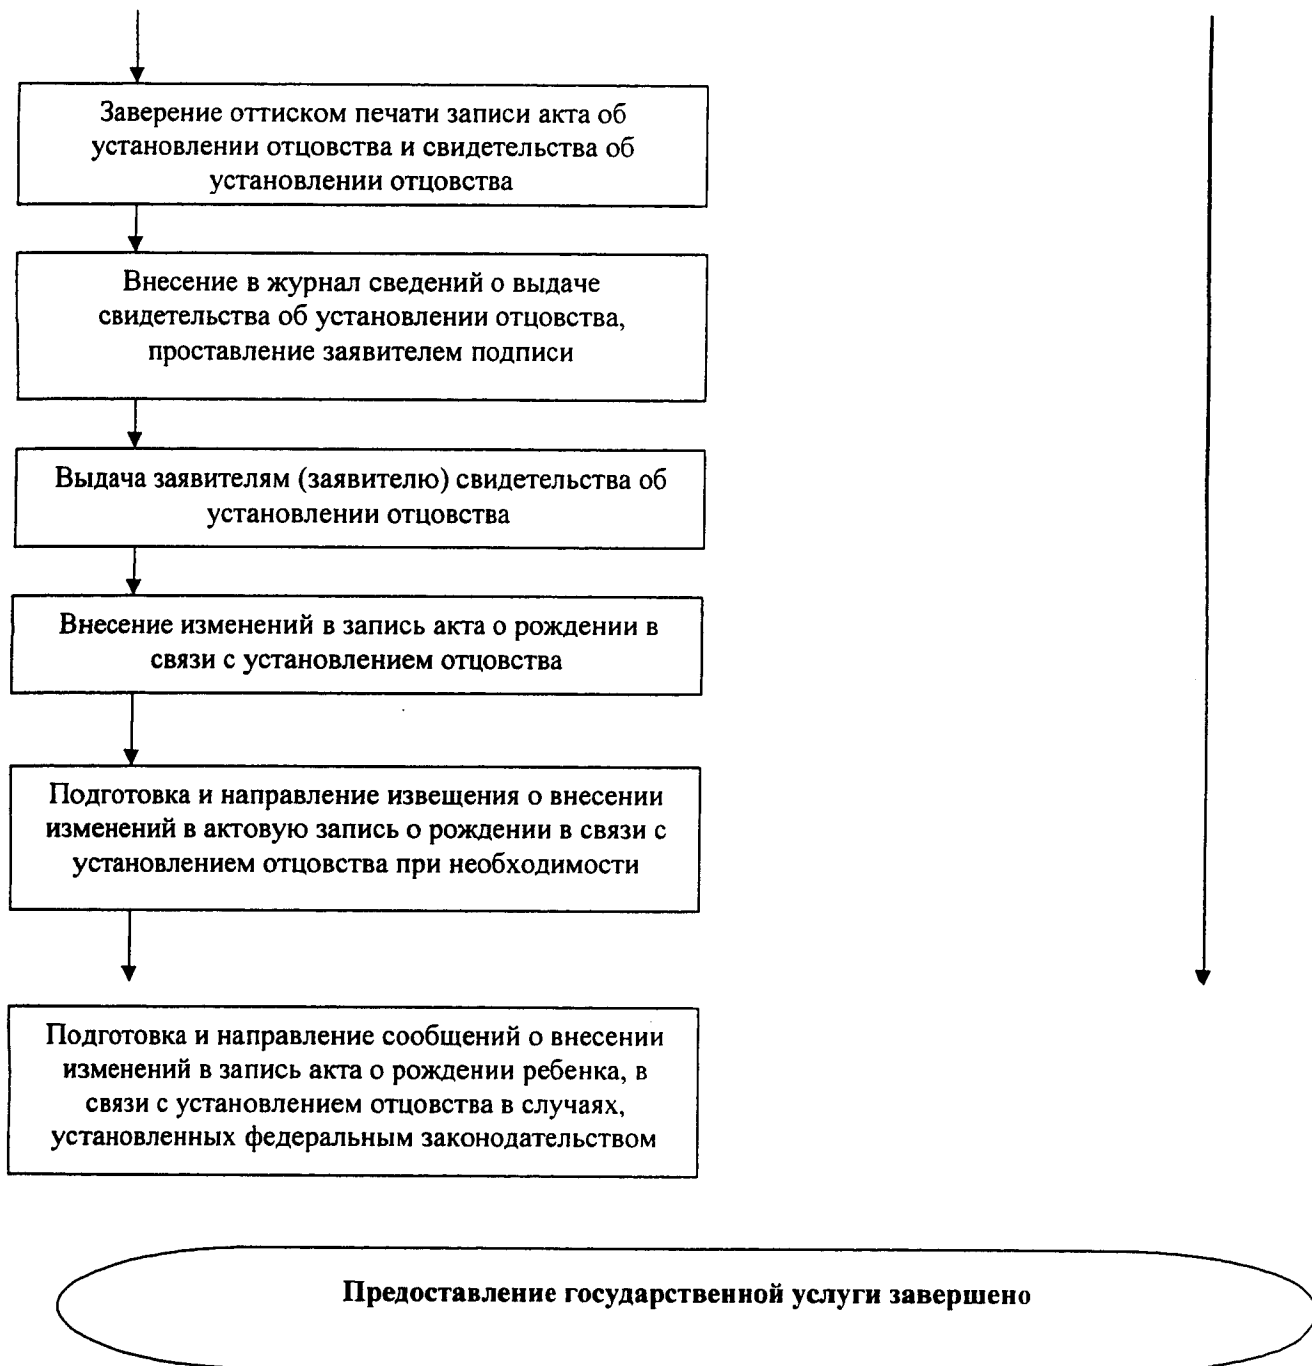 Заверение оттиском печати записи акта об
установлении отцовства и свидетельства об
установлении отцовства
Внесение в журнал сведений о выдаче
свидетельства об установлении отцовства,
проставление заявителем подписи
Выдача заявителям (заявителю) свидетельства об
установлении отцовства
Внесение изменений в запись акта о рождении в
связи с установлением отцовства
Подготовка и направление извещения о внесении
изменений в актовую запись о рождении в связи с
установлением отцовства при необходимости
Подготовка и направление сообщений о внесении
изменений в запись акта о рождении ребенка, в
связи с установлением отцовства в случаях,
установленных федеральным законодательством
Предоставление государственной услуги завершено